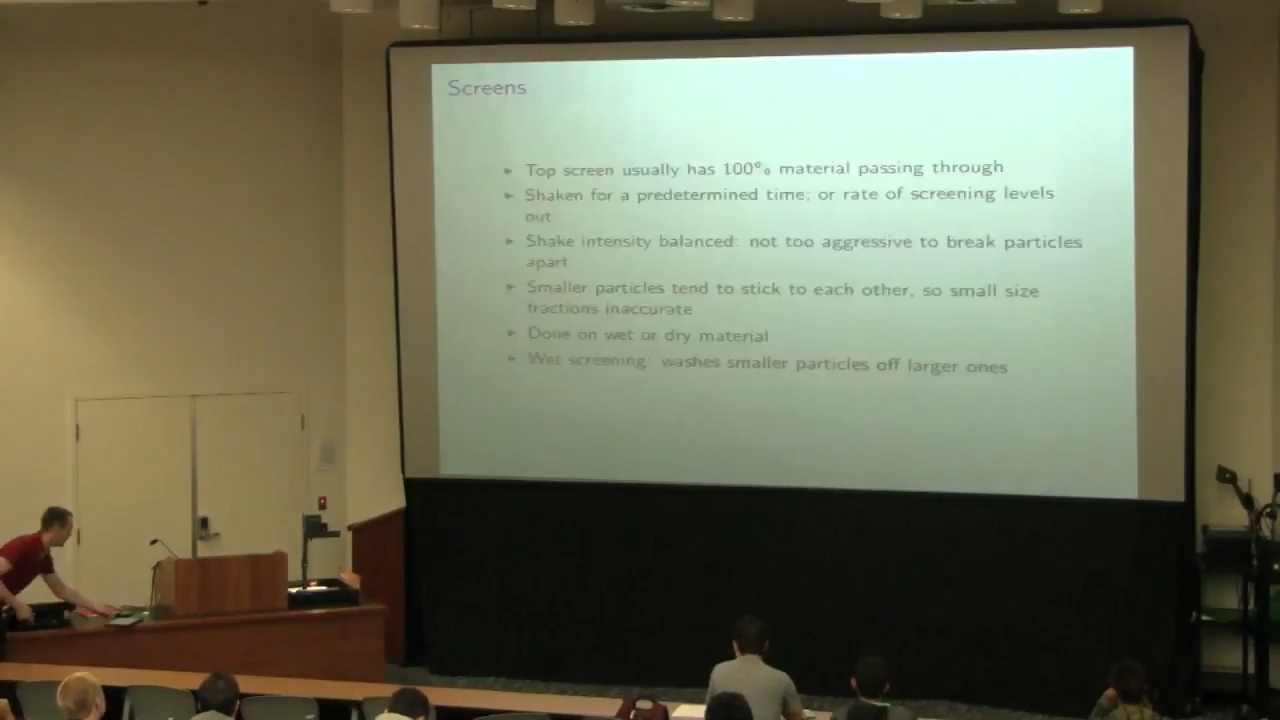 Screens
▸ Top screen usually has 100% material passing through
▸ Shaken for a predetermined time; or rate of screening levels
out
▸ Shake intensity balanced: not too aggressive to break particles
apart
▸ Smaller particles tend to stick to each other, so small size
fractions inaccurate
▸ Done on wet or dry material
▸ Wet screening: washes smaller particles off larger ones